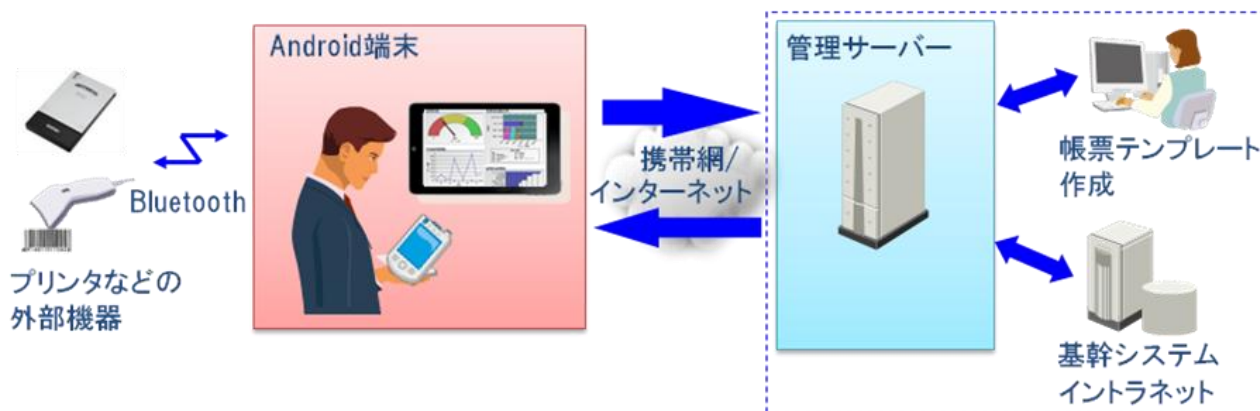 Android端末
管理サーバー
Bluetooth
プリンタなどの
外部機器
携帯網/
インターネット
帳票テンプレート
作成
基幹システム
イントラネット